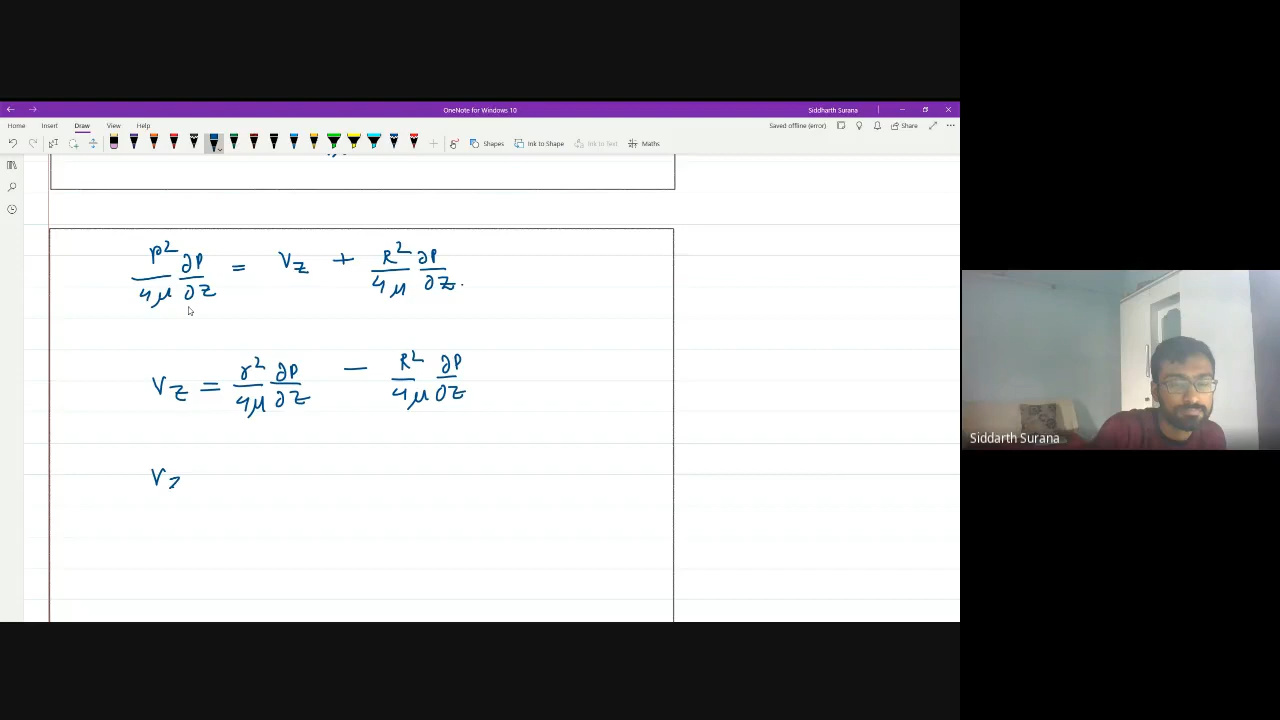 OneNote for Windows 10
Siddharth Surana
Home Insert Draw View Help
Saved offline (error)
Share
Shapes
Ink to Shape
Ink to Text
Maths
r²/4μ ∂P/∂z = Vz + R²/4μ ∂P/∂z.
Vz = r²/4μ ∂P/∂z − R²/4μ ∂P/∂z
Vz
Siddarth Surana